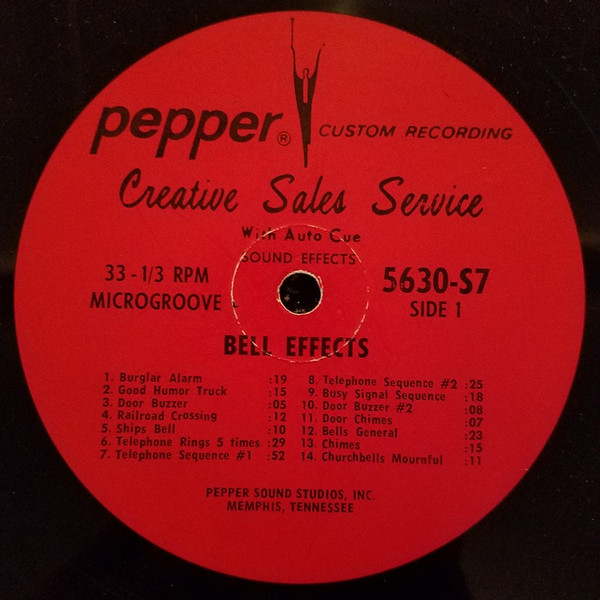 pepper® CUSTOM RECORDING
Creative Sales Service
With Auto Cue
SOUND EFFECTS
33-1/3 RPM
MICROGROOVE
5630-S7
SIDE 1
BELL EFFECTS
1. Burglar Alarm :19
2. Good Humor Truck :15
3. Door Buzzer :05
4. Railroad Crossing :12
5. Ships Bell :10
6. Telephone Rings 5 times :29
7. Telephone Sequence #1 :52
8. Telephone Sequence #2 :25
9. Busy Signal Sequence :18
10. Door Buzzer #2 :08
11. Door Chimes :07
12. Bells General :23
13. Chimes :15
14. Churchbells Mournful :11
PEPPER SOUND STUDIOS, INC.
MEMPHIS, TENNESSEE